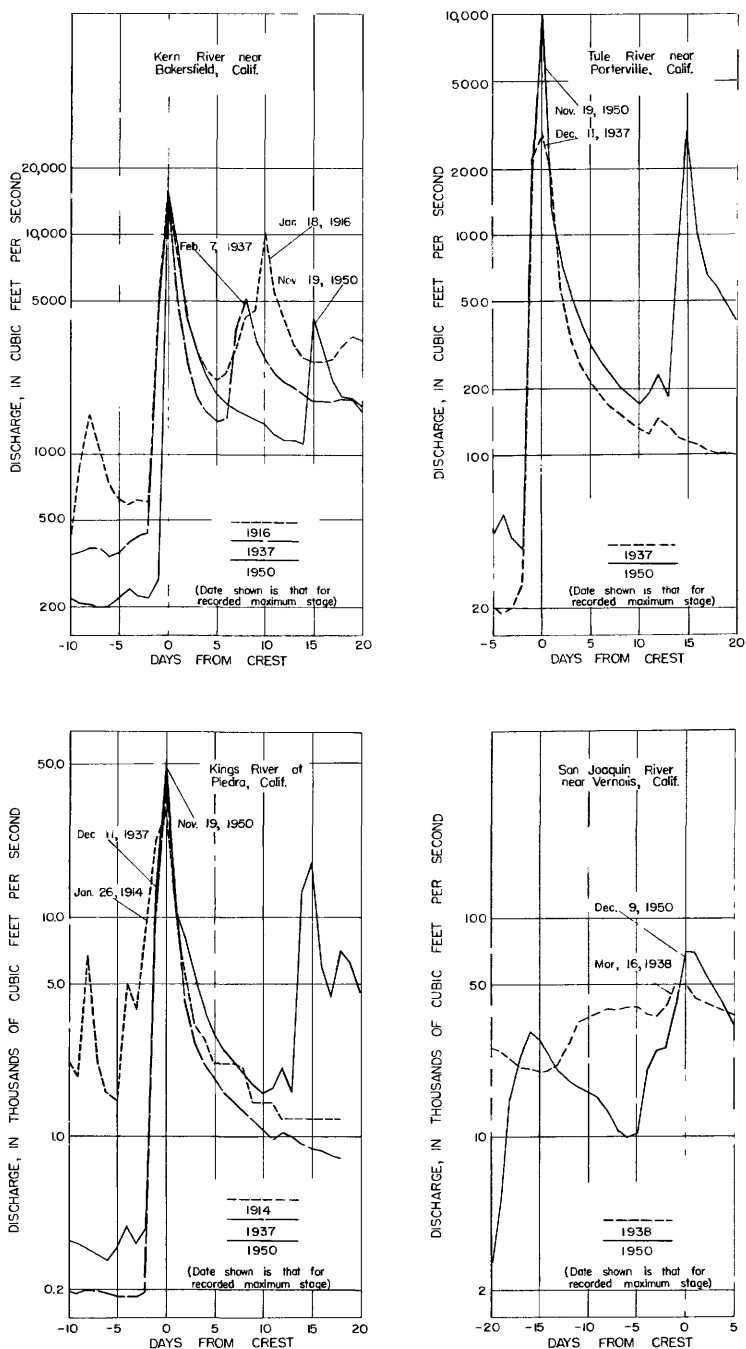 Kern River near
Bakersfield, Calif.
DISCHARGE, IN CUBIC FEET PER SECOND
20,000
10,000
5000
1000
500
200
Feb. 7, 1937
Jan. 18, 1916
Nov. 19, 1950
1916
1937
1950
(Date shown is that for
recorded maximum stage)
-10 -5 0 5 10 15 20
DAYS FROM CREST
Tule River near
Porterville, Calif.
DISCHARGE, IN CUBIC FEET PER SECOND
10,000
5000
2000
1000
500
200
100
20
Nov. 19, 1950
Dec. 11, 1937
1937
1950
(Date shown is that for
recorded maximum stage)
-5 0 5 10 15 20
DAYS FROM CREST
Kings River at
Piedra, Calif.
DISCHARGE, IN THOUSANDS OF CUBIC FEET PER SECOND
50.0
10.0
5.0
1.0
0.2
Dec. 11, 1937
Nov. 19, 1950
Jan. 26, 1914
1914
1937
1950
(Date shown is that for
recorded maximum stage)
-10 -5 0 5 10 15 20
DAYS FROM CREST
San Joaquin River
near Vernalis, Calif.
DISCHARGE, IN THOUSANDS OF CUBIC FEET PER SECOND
100
50
10
2
Dec. 9, 1950
Mar. 16, 1938
1938
1950
(Date shown is that for
recorded maximum stage)
-20 -15 -10 -5 0 5
DAYS FROM CREST